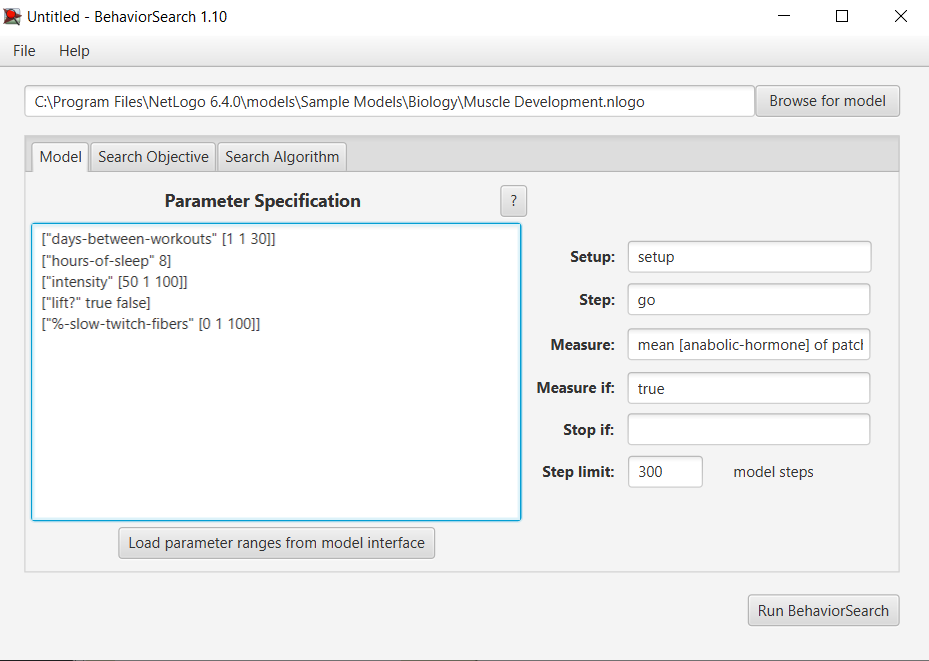 Untitled - BehaviorSearch 1.10
File Help
C:\Program Files\NetLogo 6.4.0\models\Sample Models\Biology\Muscle Development.nlogo Browse for model
Model Search Objective Search Algorithm
Parameter Specification ?
["days-between-workouts" [1 1 30]]
["hours-of-sleep" 8]
["intensity" [50 1 100]]
["lift?" true false]
["%-slow-twitch-fibers" [0 1 100]]
Setup: setup
Step: go
Measure: mean [anabolic-hormone] of patch
Measure if: true
Stop if:
Step limit: 300 model steps
Load parameter ranges from model interface
Run BehaviorSearch